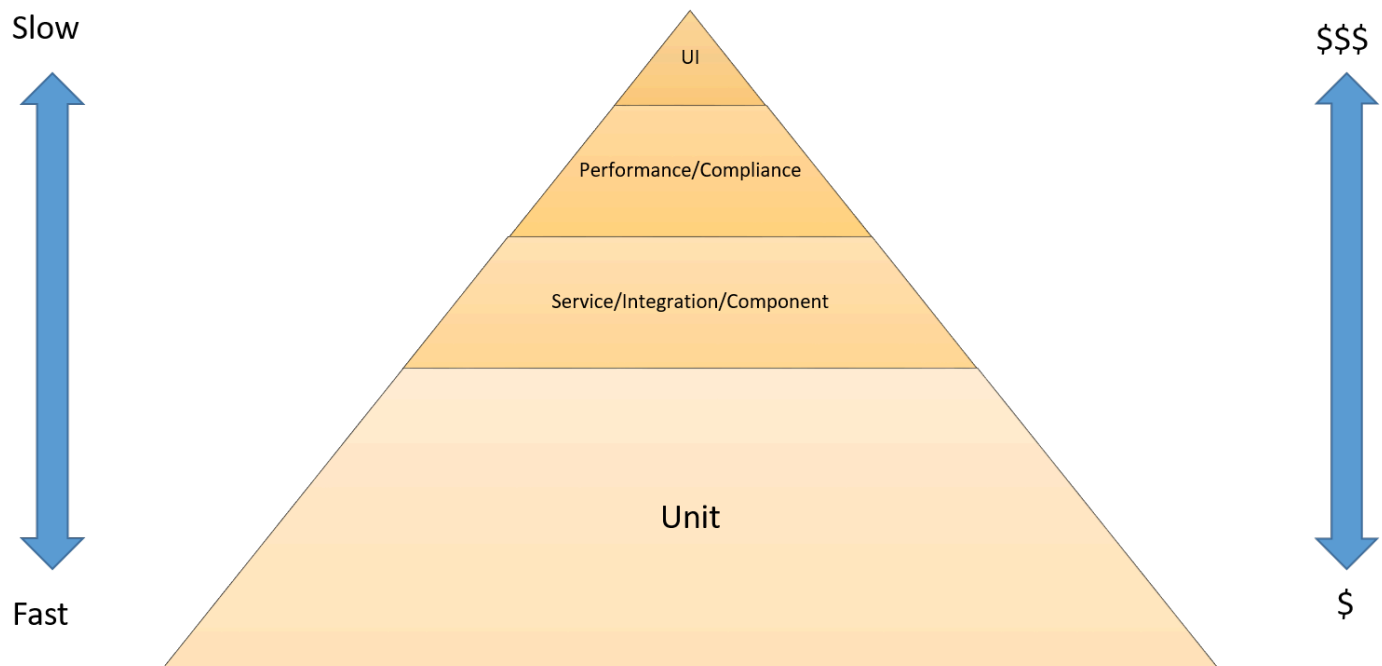 Slow
$$$
UI
Performance/Compliance
Service/Integration/Component
Unit
Fast
$